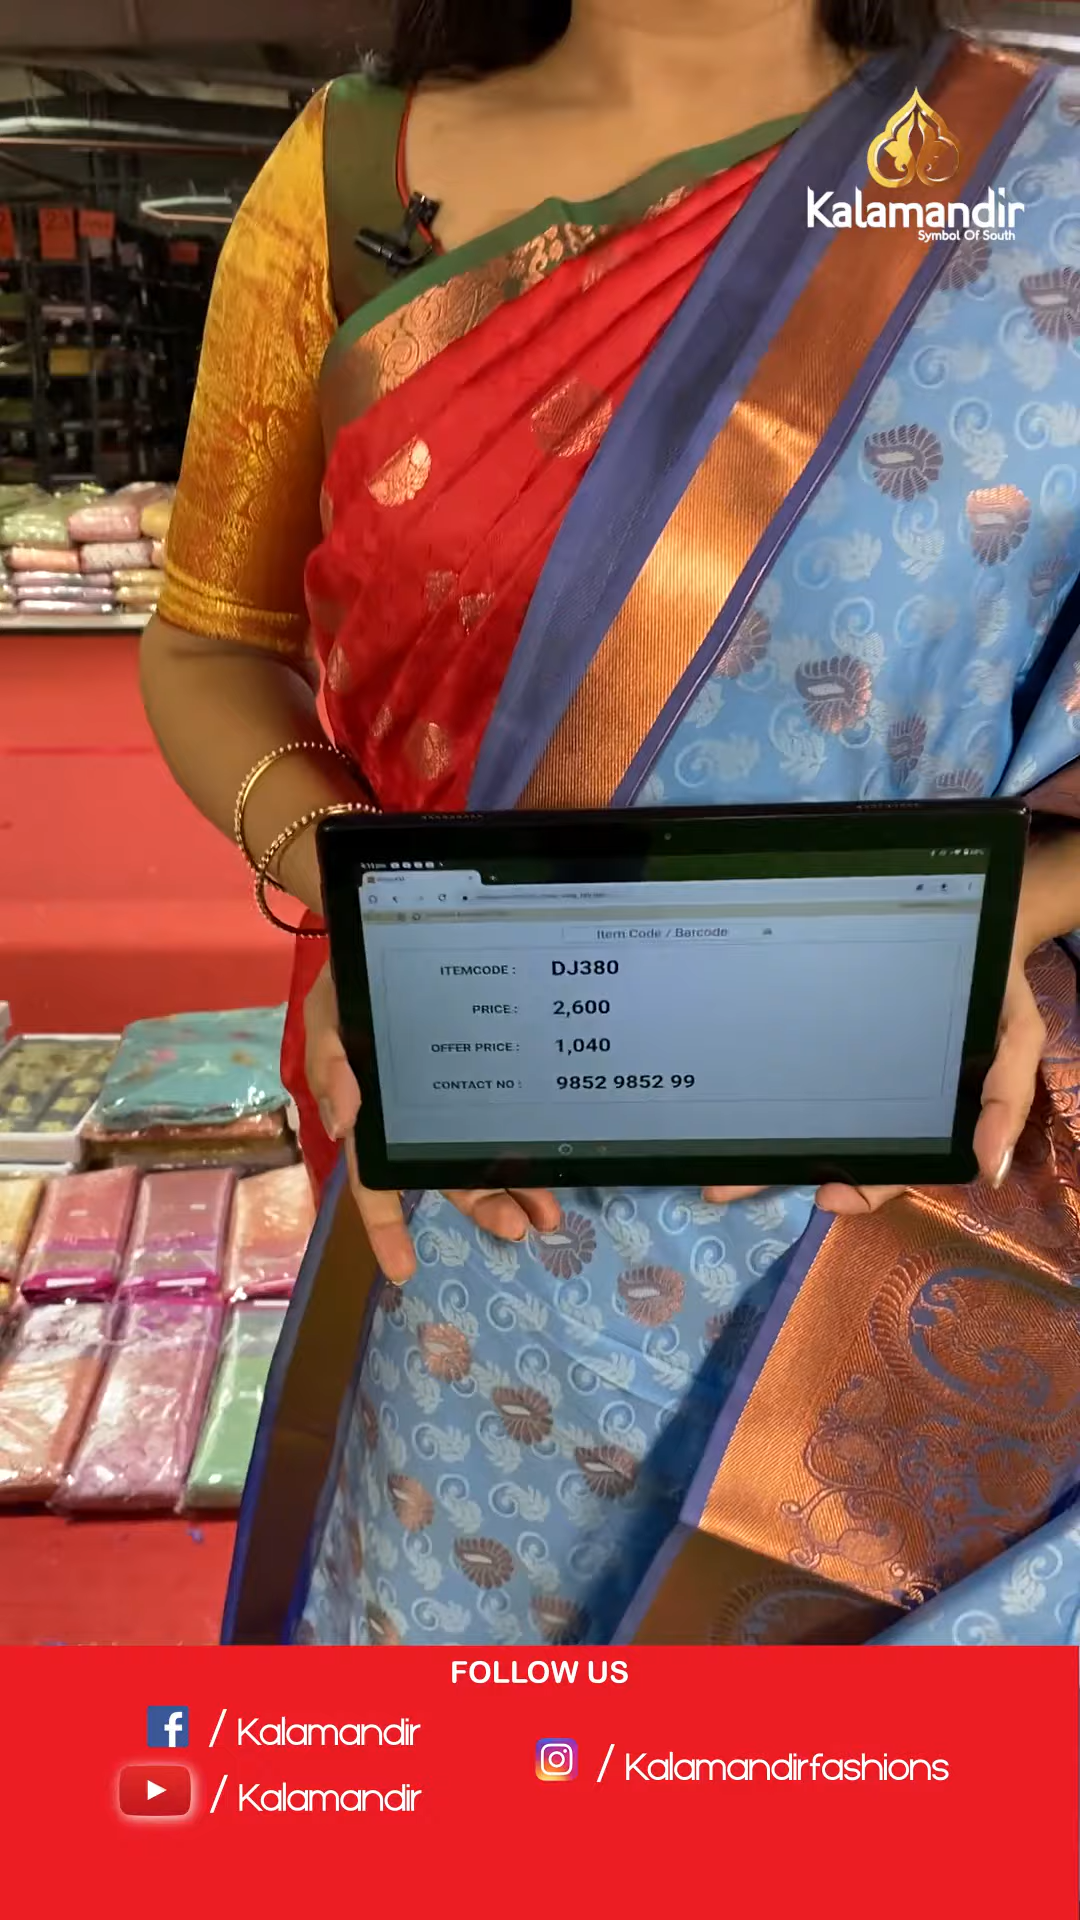 Kalamandir
Symbol Of South
Item Code / Barcode
ITEMCODE : DJ380
PRICE : 2,600
OFFER PRICE : 1,040
CONTACT NO : 9852 9852 99
FOLLOW US
/ Kalamandir
/ Kalamandir
/ Kalamandirfashions